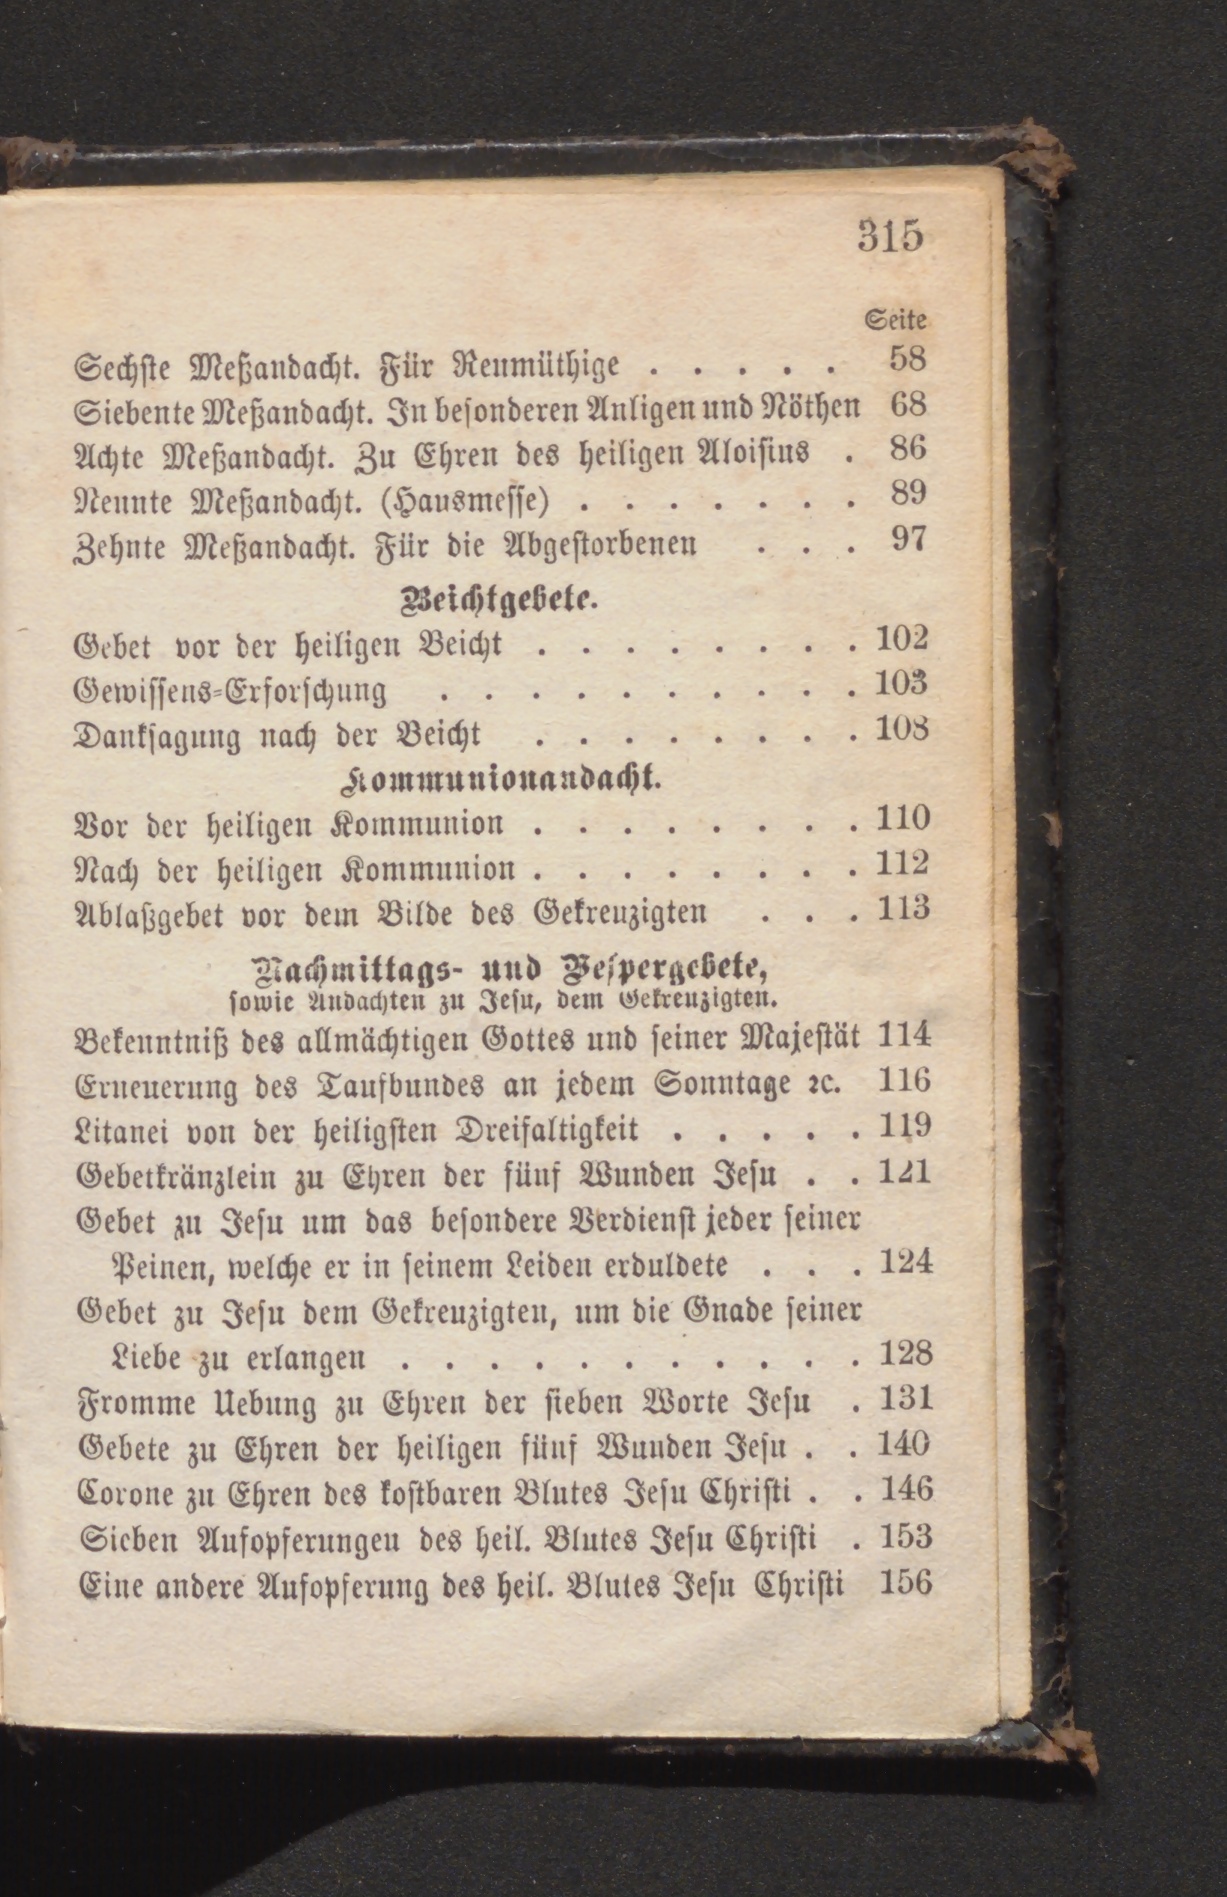 315
Seite
Sechste Meßandacht. Für Reumüthige . . . . . 58
Siebente Meßandacht. In besonderen Anligen und Nöthen 68
Achte Meßandacht. Zu Ehren des heiligen Aloisius . 86
Neunte Meßandacht. (Hausmesse) . . . . . . . 89
Zehnte Meßandacht. Für die Abgestorbenen . . . 97
Beichtgebete.
Gebet vor der heiligen Beicht . . . . . . . . 102
Gewissens-Erforschung . . . . . . . . . . 103
Danksagung nach der Beicht . . . . . . . . 108
Kommunionandacht.
Vor der heiligen Kommunion . . . . . . . . 110
Nach der heiligen Kommunion . . . . . . . . 112
Ablaßgebet vor dem Bilde des Gekreuzigten . . . 113
Nachmittags- und Vespergebete,
sowie Andachten zu Jesu, dem Gekreuzigten.
Bekenntniß des allmächtigen Gottes und seiner Majestät 114
Erneuerung des Taufbundes an jedem Sonntage ꝛc. 116
Litanei von der heiligsten Dreifaltigkeit . . . . . 119
Gebetkränzlein zu Ehren der fünf Wunden Jesu . . 121
Gebet zu Jesu um das besondere Verdienst jeder seiner
Peinen, welche er in seinem Leiden erduldete . . . 124
Gebet zu Jesu dem Gekreuzigten, um die Gnade seiner
Liebe zu erlangen . . . . . . . . . . . 128
Fromme Uebung zu Ehren der sieben Worte Jesu . 131
Gebete zu Ehren der heiligen fünf Wunden Jesu . . 140
Corone zu Ehren des kostbaren Blutes Jesu Christi . . 146
Sieben Aufopferungen des heil. Blutes Jesu Christi . 153
Eine andere Aufopferung des heil. Blutes Jesu Christi 156